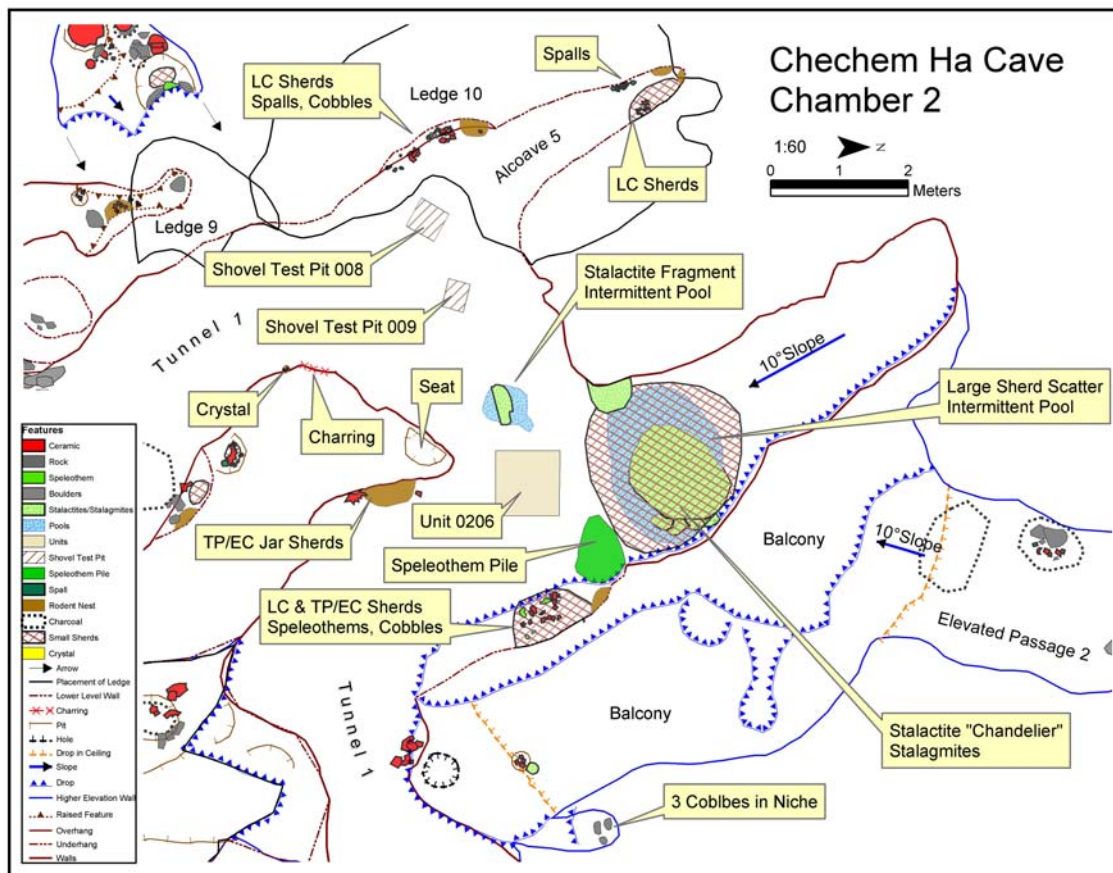 Chechem Ha Cave
Chamber 2
1:60
N
0 1 2
Meters
Spalls
LC Sherds
Spalls, Cobbles
Ledge 10
Alcoave 5
LC Sherds
Ledge 9
Shovel Test Pit 008
Stalactite Fragment
Intermittent Pool
Shovel Test Pit 009
Tunnel 1
10°Slope
Large Sherd Scatter
Intermittent Pool
Crystal
Charring
Seat
TP/EC Jar Sherds
Unit 0206
Balcony
10°Slope
Speleothem Pile
LC & TP/EC Sherds
Speleothems, Cobbles
Elevated Passage 2
Tunnel 1
Balcony
Stalactite "Chandelier"
Stalagmites
3 Coblbes in Niche
Features
Ceramic
Rock
Speleothem
Boulders
Stalactites/Stalagmites
Pools
Units
Shovel Test Pit
Speleothem Pile
Spall
Rodent Nest
Charcoal
Small Sherds
Crystal
Arrow
Placement of Ledge
Lower Level Wall
Charring
Pit
Hole
Drop in Ceiling
Slope
Drop
Higher Elevation Wall
Raised Feature
Overhang
Underhang
Walls